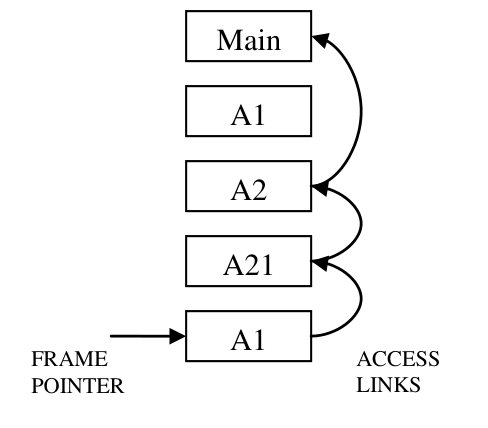 Main
A1
A2
A21
A1
FRAME
POINTER
ACCESS
LINKS